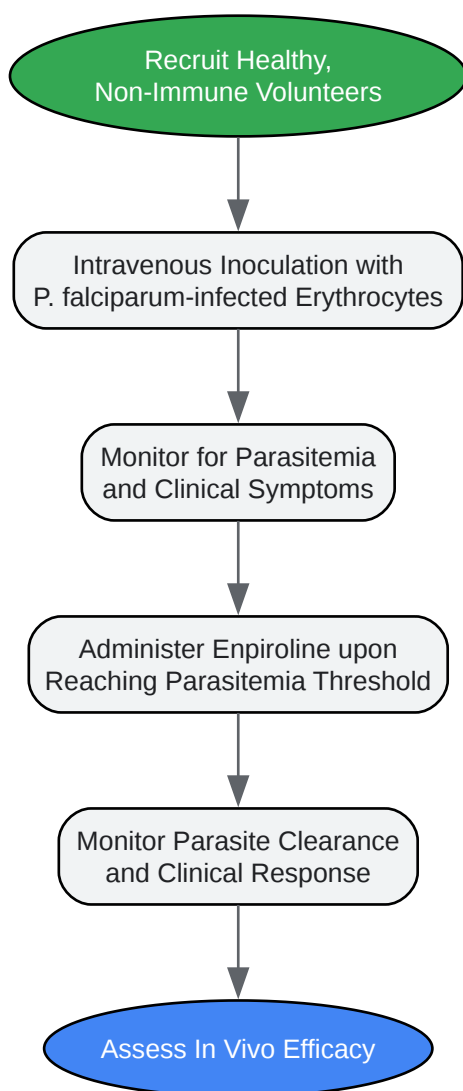 Recruit Healthy,
Non-Immune Volunteers
Intravenous Inoculation with
P. falciparum-infected Erythrocytes
Monitor for Parasitemia
and Clinical Symptoms
Administer Enpiroline upon
Reaching Parasitemia Threshold
Monitor Parasite Clearance
and Clinical Response
Assess In Vivo Efficacy